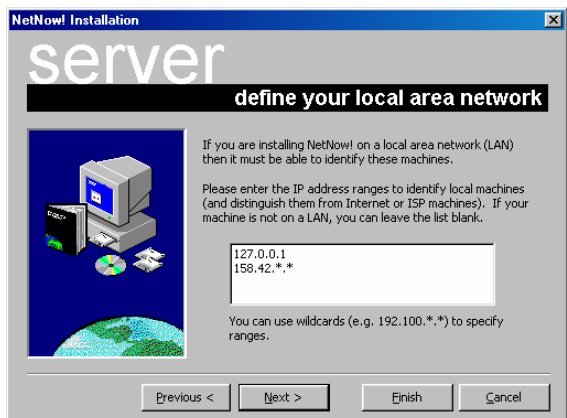 NetNow! Installation
server
define your local area network
If you are installing NetNow! on a local area network (LAN)
then it must be able to identify these machines.
Please enter the IP address ranges to identify local machines
(and distinguish them from Internet or ISP machines). If your
machine is not on a LAN, you can leave the list blank.
127.0.0.1
158.42.*.*
You can use wildcards (e.g. 192.100.*.*) to specify
ranges.
Previous <
Next >
Finish
Cancel